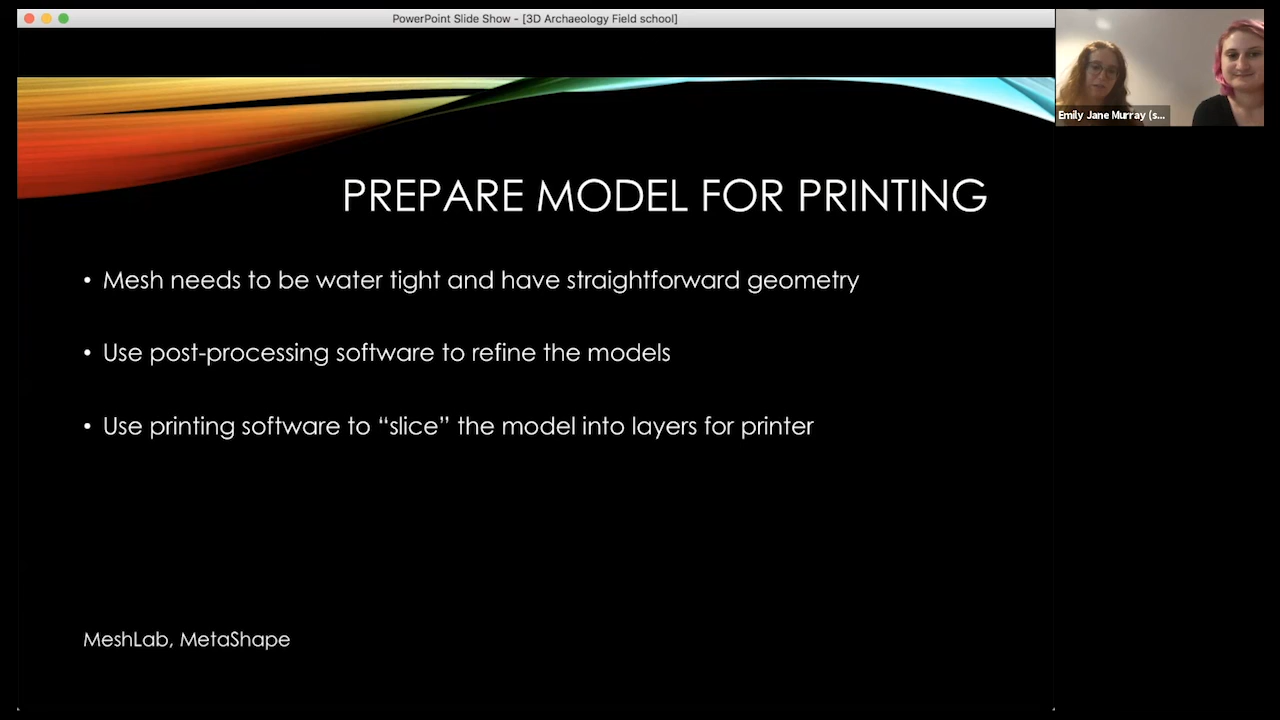 PowerPoint Slide Show - [3D Archaeology Field school]
Emily Jane Murray (s...
PREPARE MODEL FOR PRINTING
• Mesh needs to be water tight and have straightforward geometry
• Use post-processing software to refine the models
• Use printing software to “slice” the model into layers for printer
MeshLab, MetaShape